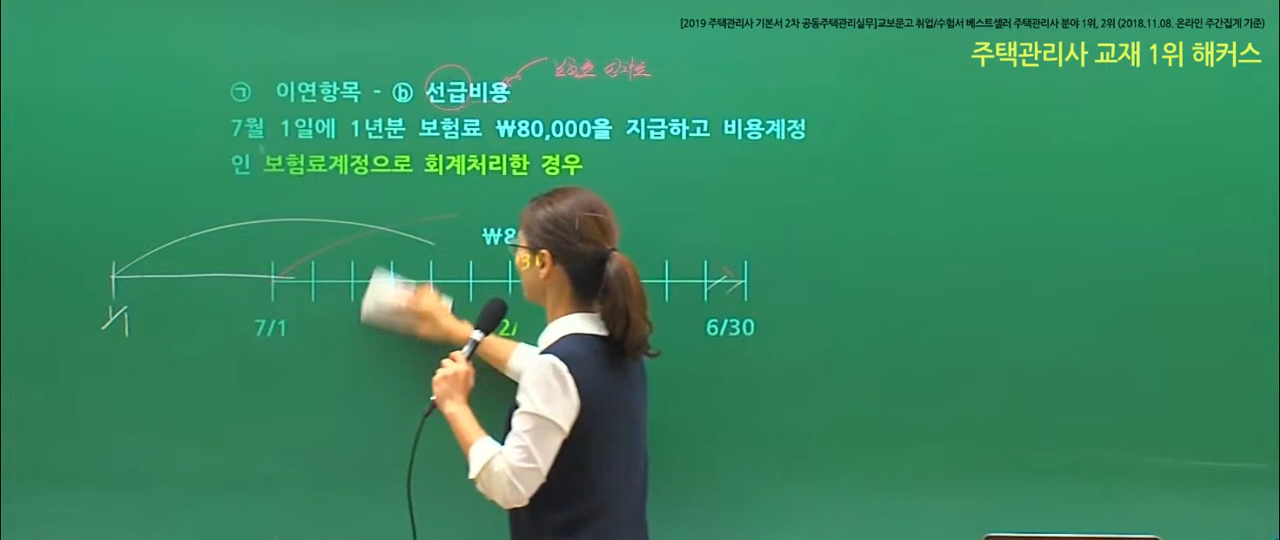 [2019 주택관리사 기본서 2차 공동주택관리실무]교보문고 취업/수험서 베스트셀러 주택관리사 분야 1위, 2위 (2018.11.08. 온라인 주간집계 기준)
주택관리사 교재 1위 해커스
㉠ 이연항목 - ⓑ 선급비용
7월 1일에 1년분 보험료 ₩80,000을 지급하고 비용계정
인 보험료계정으로 회계처리한 경우
₩8
31
1/1 7/1 2/ 6/30